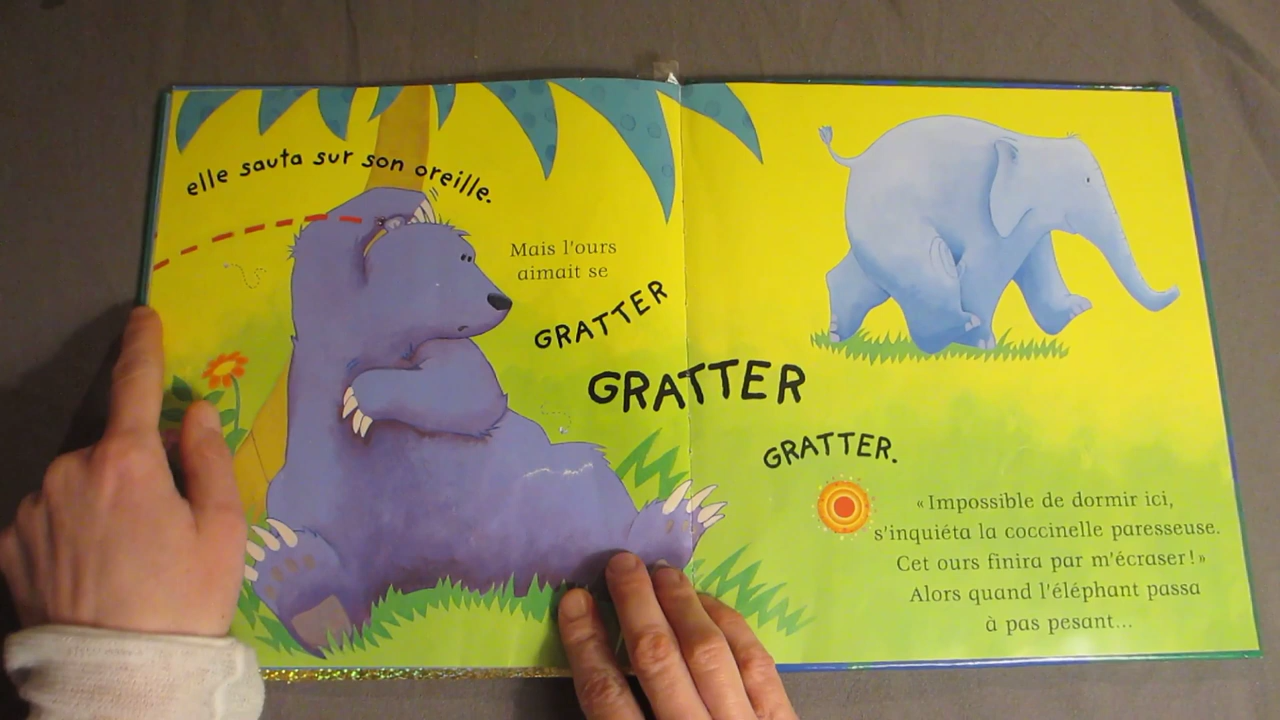 elle sauta sur son oreille.
Mais l'ours
aimait se
GRATTER
GRATTER
GRATTER.
« Impossible de dormir ici,
s'inquiéta la coccinelle paresseuse.
Cet ours finira par m'écraser ! »
Alors quand l'éléphant passa
à pas pesant...